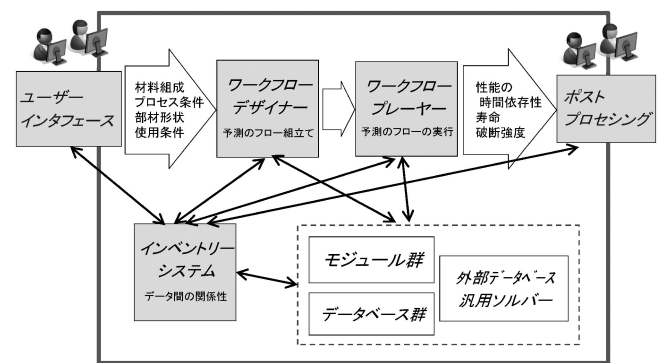 ユーザー
インタフェース
材料組成
プロセス条件
部材形状
使用条件
ワークフロー
デザイナー
予測のフロー組立て
ワークフロー
プレーヤー
予測のフローの実行
性能の
時間依存性
寿命
破断強度
ポスト
プロセシング
インベントリー
システム
データ間の関係性
モジュール群
データベース群
外部データベース
汎用ソルバー